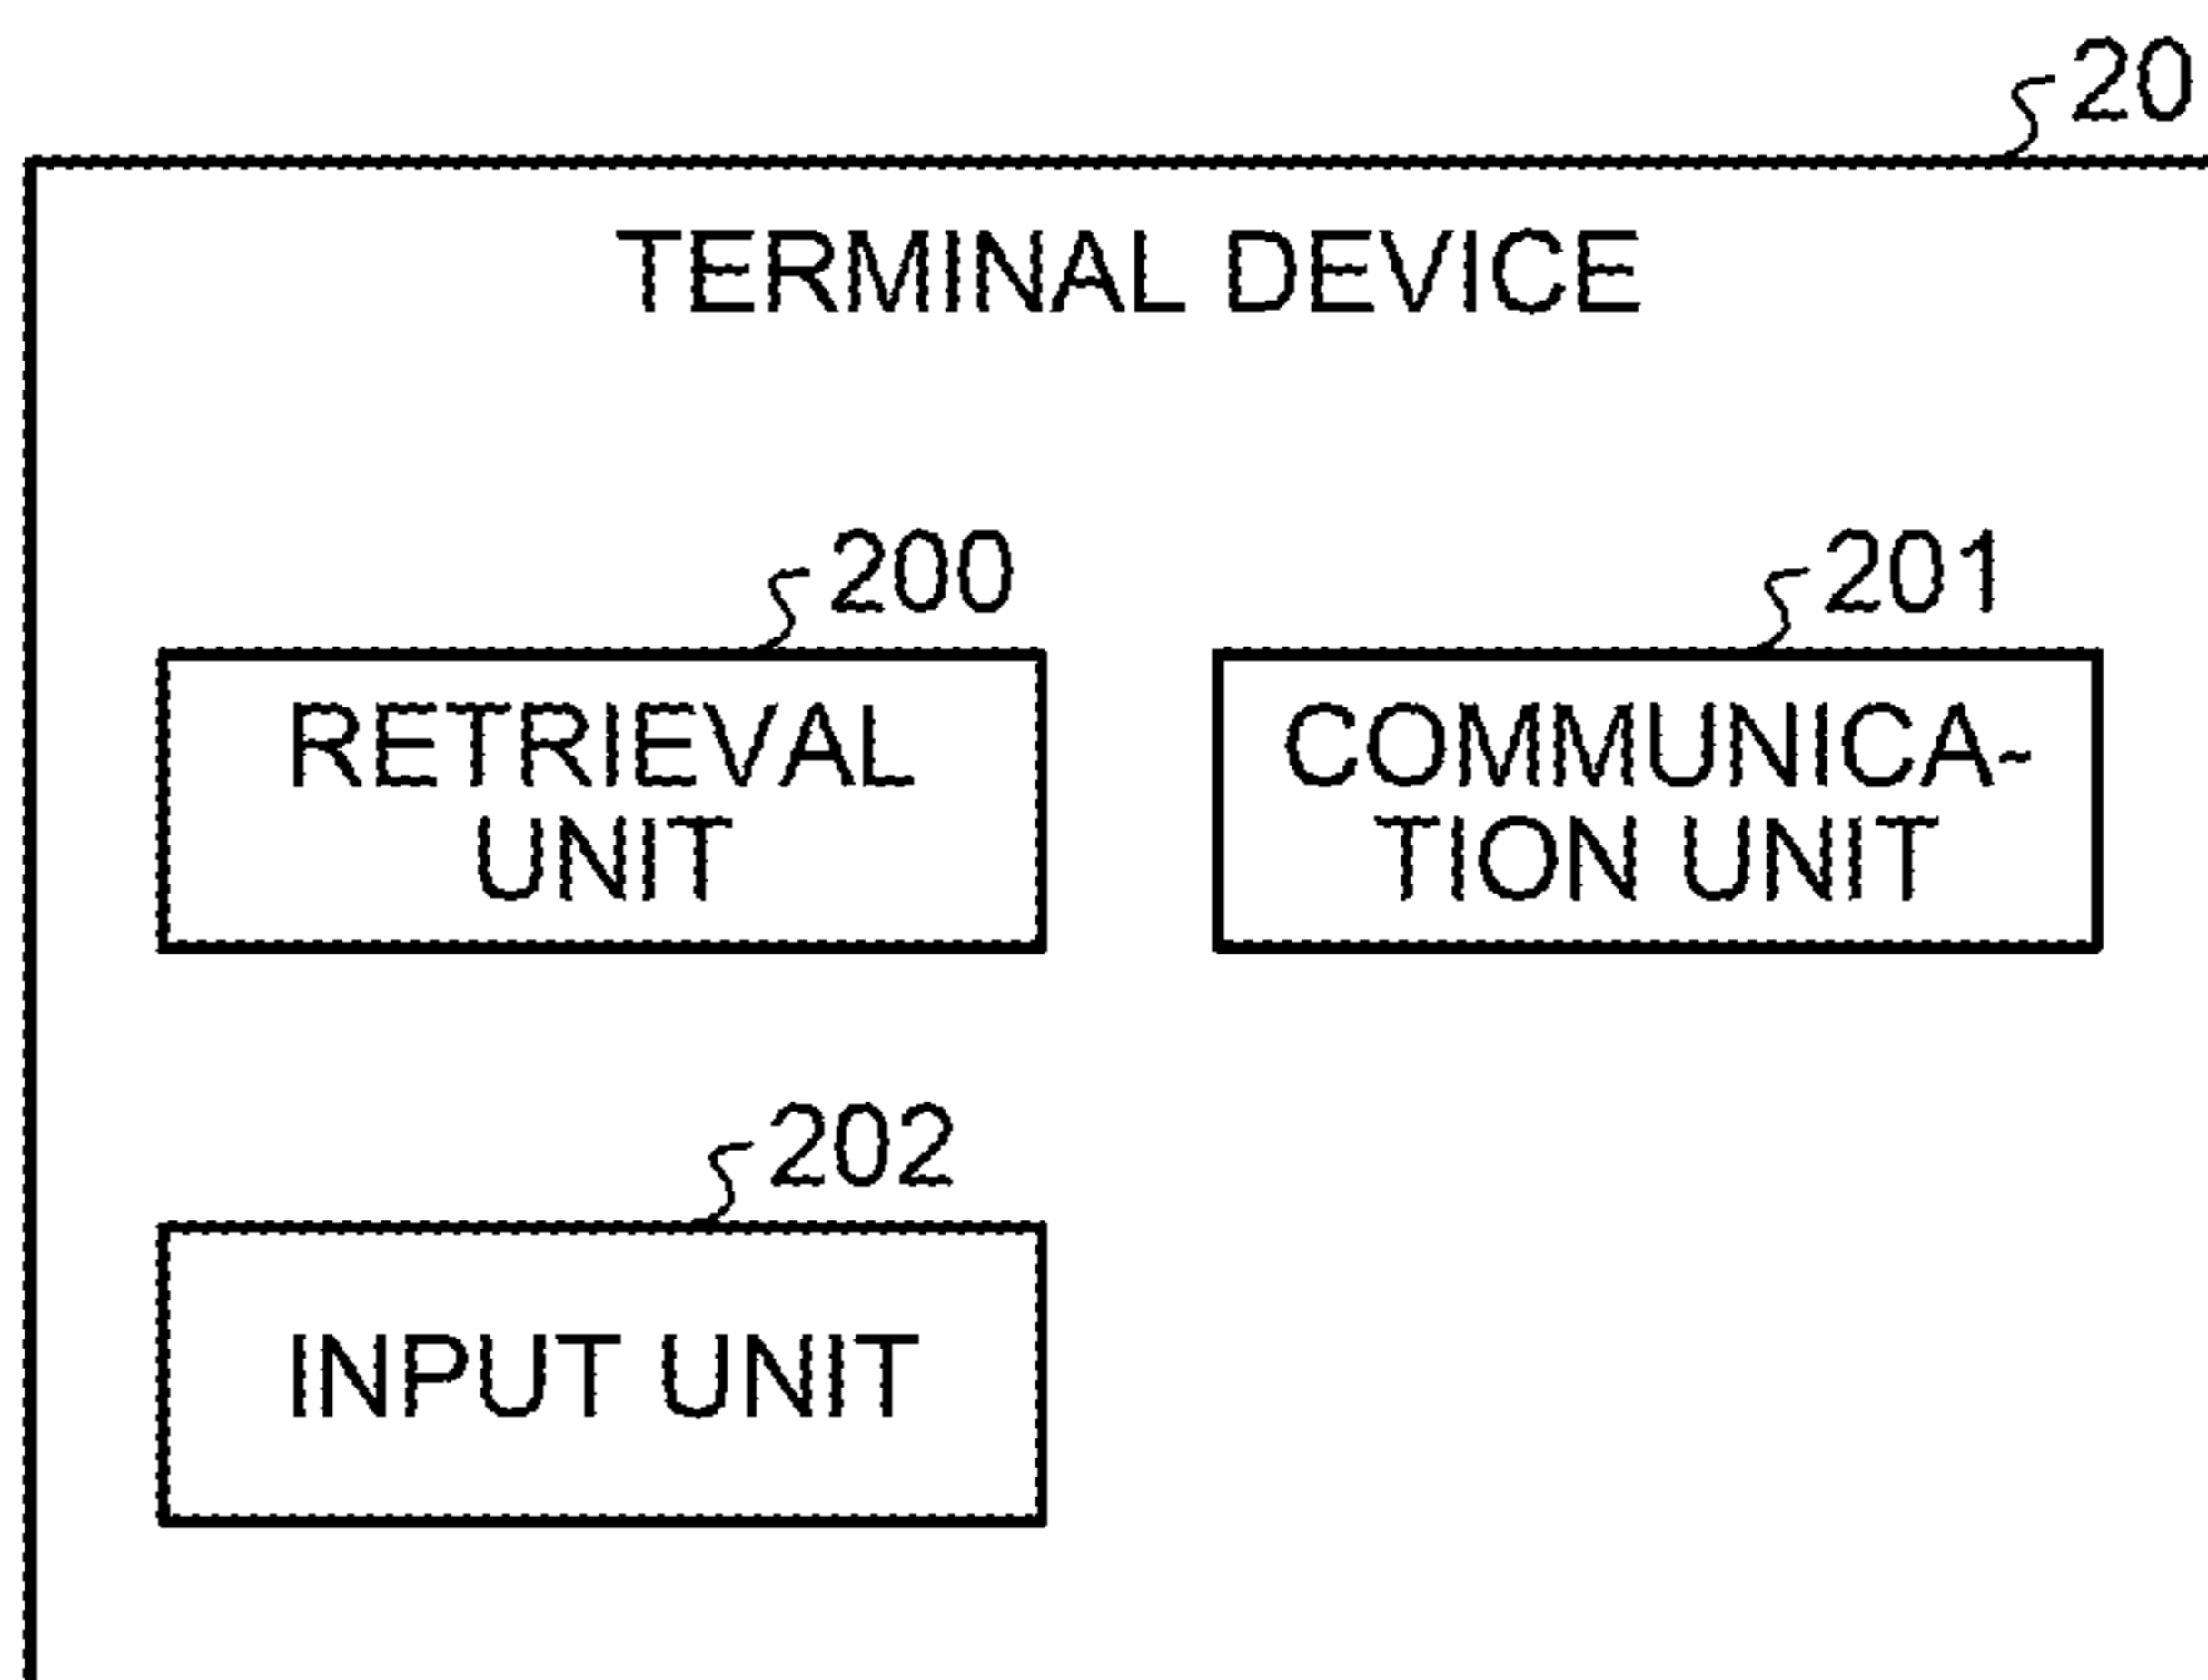 20
TERMINAL DEVICE
200
201
RETRIEVAL
UNIT
COMMUNICA-
TION UNIT
202
INPUT UNIT